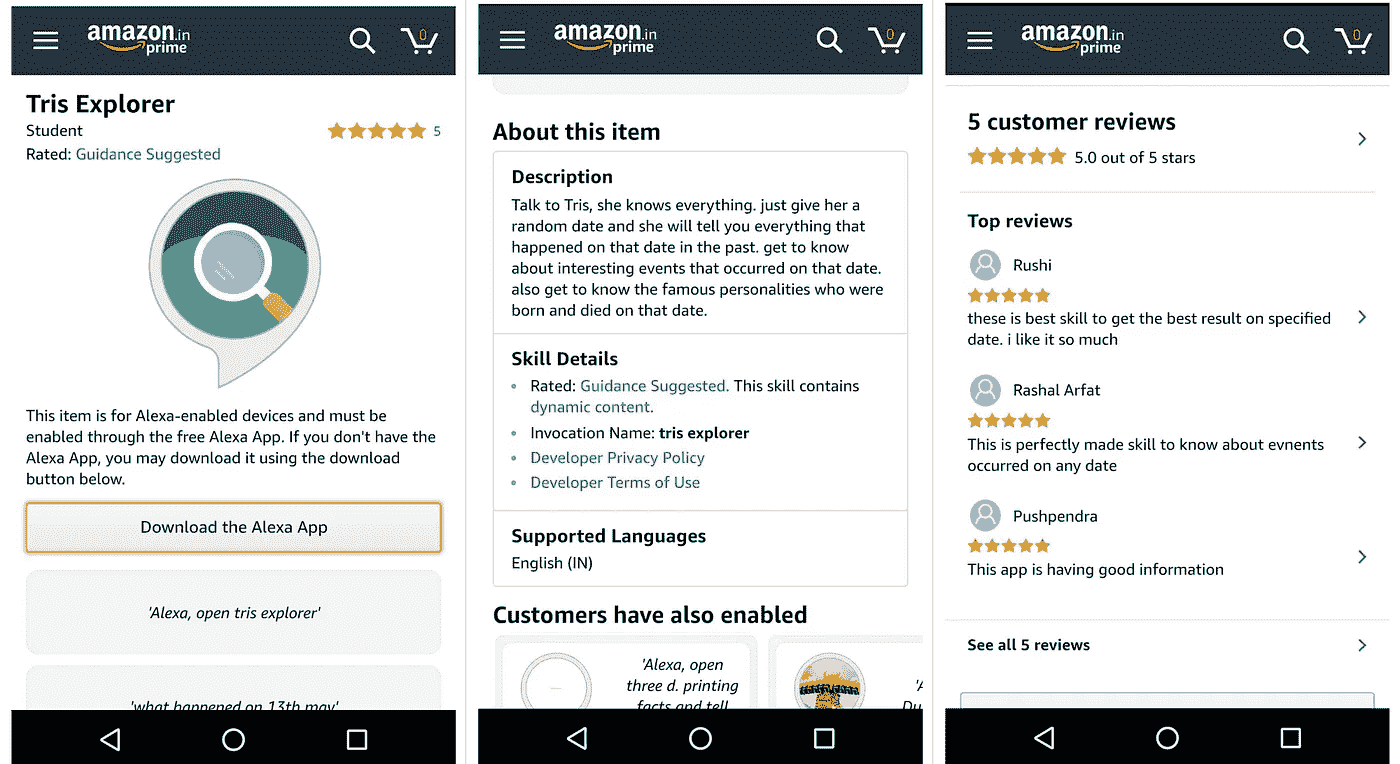 amazon.in
prime
0
Tris Explorer
Student
5
Rated: Guidance Suggested
This item is for Alexa-enabled devices and must be
enabled through the free Alexa App. If you don't have the
Alexa App, you may download it using the download
button below.
Download the Alexa App
'Alexa, open tris explorer'
'what happened on 13th may'
amazon.in
prime
0
About this item
Description
Talk to Tris, she knows everything. just give her a
random date and she will tell you everything that
happened on that date in the past. get to know
about interesting events that occurred on that date.
also get to know the famous personalities who were
born and died on that date.
Skill Details
• Rated: Guidance Suggested. This skill contains
dynamic content.
• Invocation Name: tris explorer
• Developer Privacy Policy
• Developer Terms of Use
Supported Languages
English (IN)
Customers have also enabled
'Alexa, open
three d. printing
facts and tell
amazon.in
prime
0
5 customer reviews
5.0 out of 5 stars
Top reviews
Rushi
these is best skill to get the best result on specified
date. i like it so much
Rashal Arfat
This is perfectly made skill to know about evnents
occurred on any date
Pushpendra
This app is having good information
See all 5 reviews